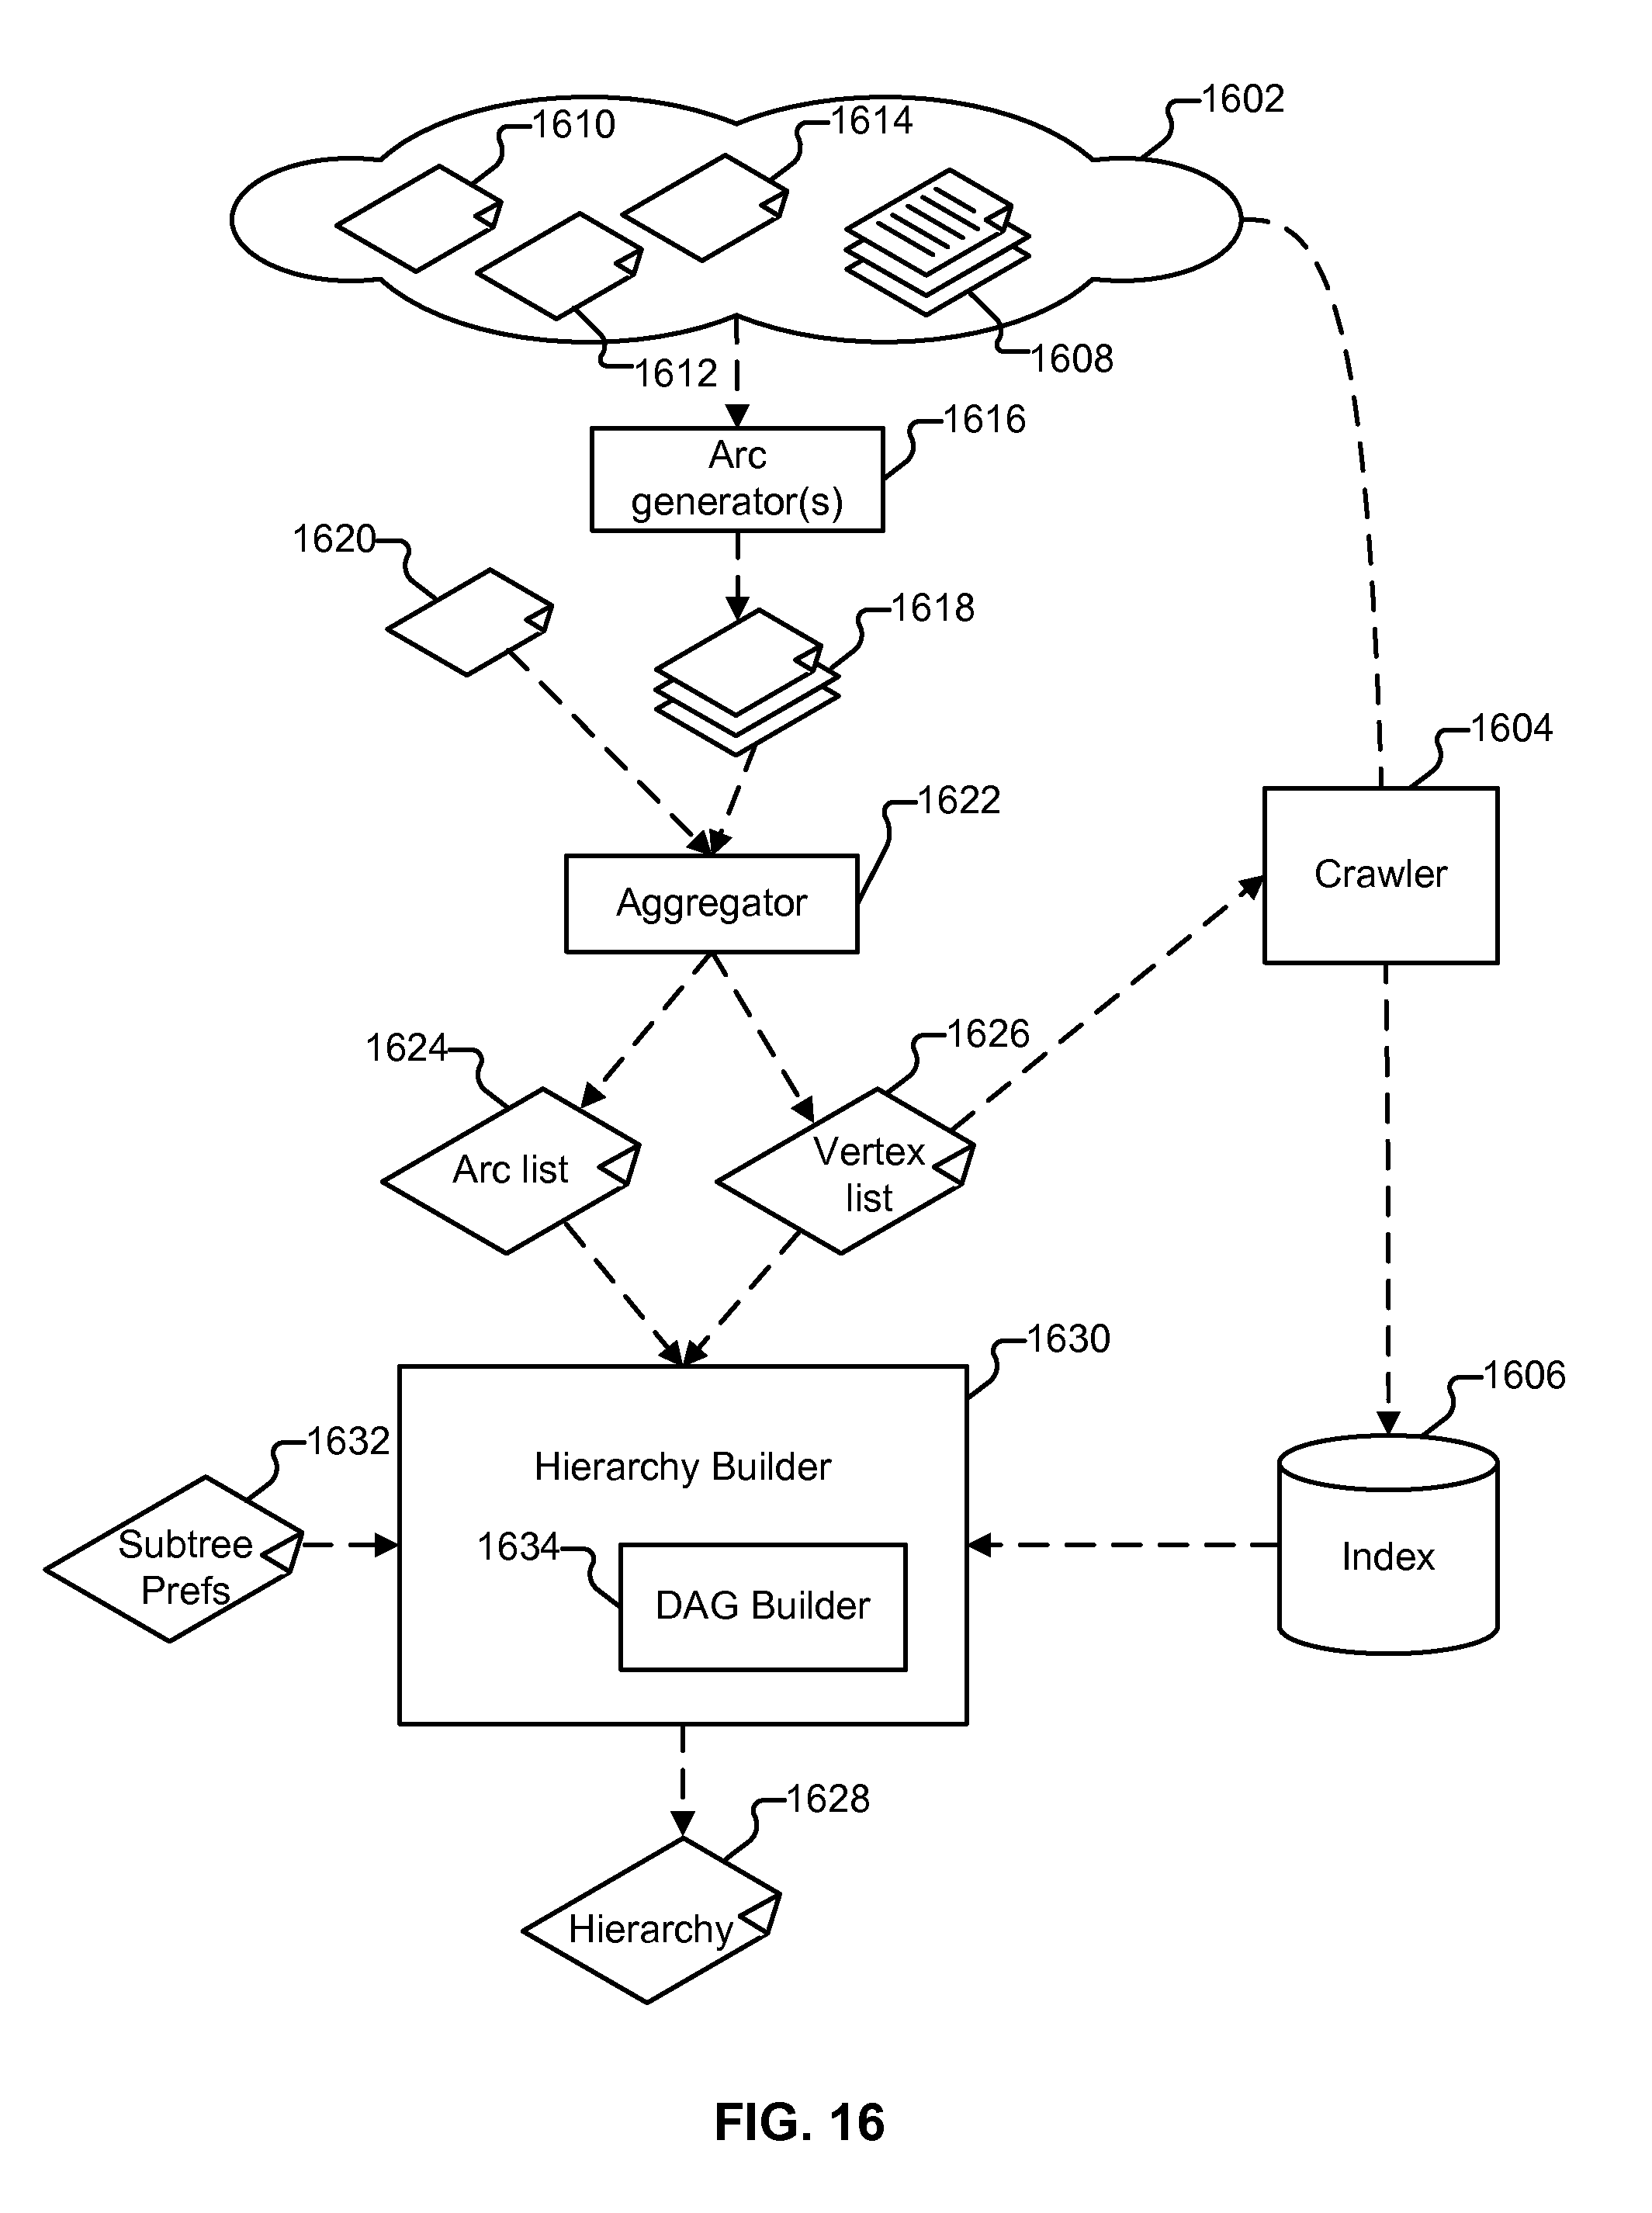 1602
1610
1614
1612
1608
1616
Arc
generator(s)
1620
1618
1604
1622
Crawler
Aggregator
1624
1626
Arc list
Vertex
list
1630
1606
1632
Hierarchy Builder
Subtree
Prefs
1634
DAG Builder
Index
1628
Hierarchy
FIG. 16